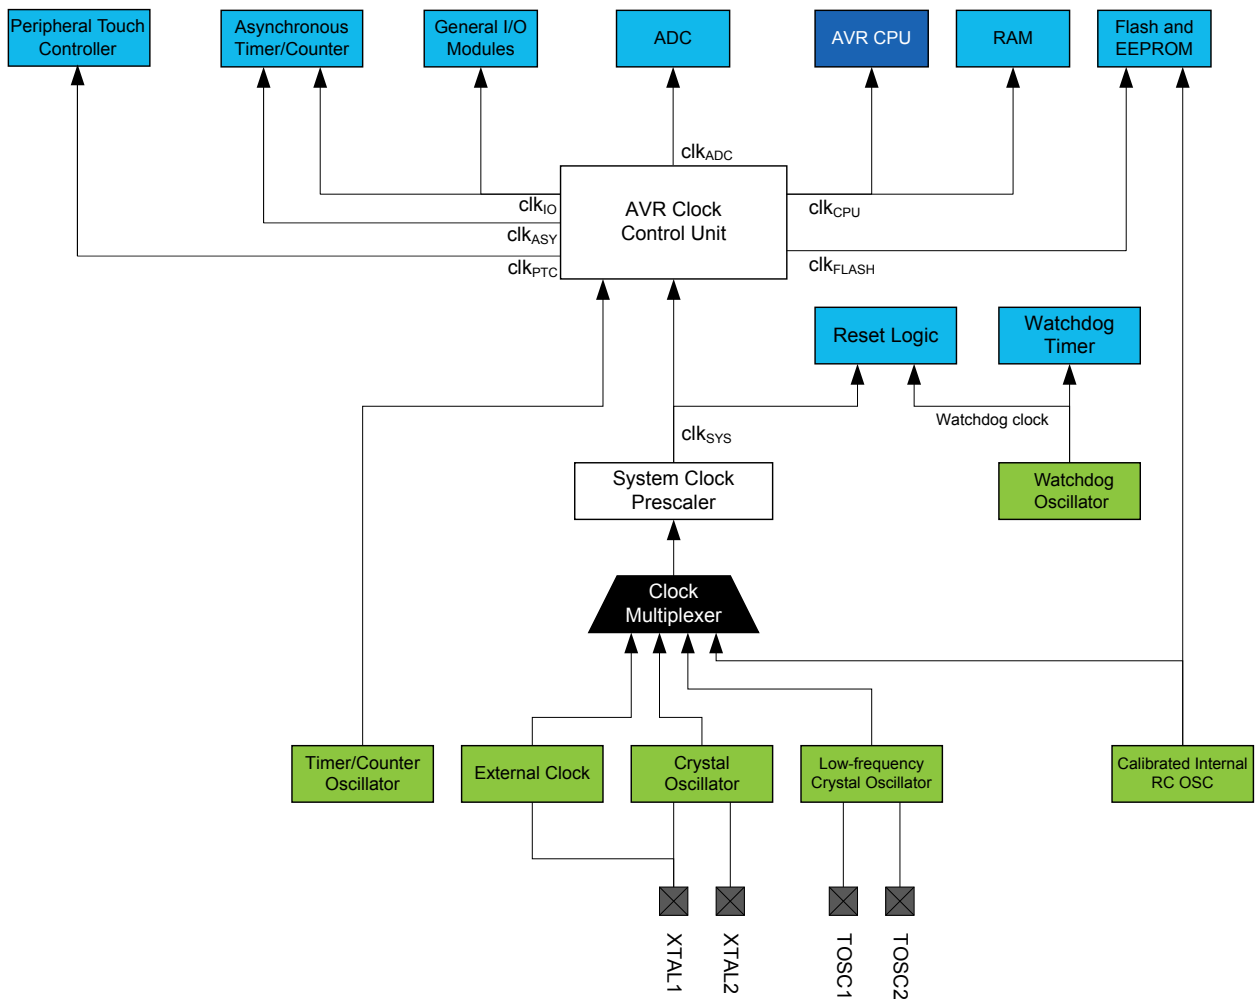 Peripheral Touch
Controller
Asynchronous
Timer/Counter
General I/O
Modules
ADC
AVR CPU
RAM
Flash and
EEPROM
clkADC
clkIO
clkASY
clkPTC
AVR Clock
Control Unit
clkCPU
clkFLASH
Reset Logic
Watchdog
Timer
Watchdog clock
clkSYS
System Clock
Prescaler
Watchdog
Oscillator
Clock
Multiplexer
Timer/Counter
Oscillator
External Clock
Crystal
Oscillator
Low-frequency
Crystal Oscillator
Calibrated Internal
RC OSC
XTAL1
XTAL2
TOSC1
TOSC2